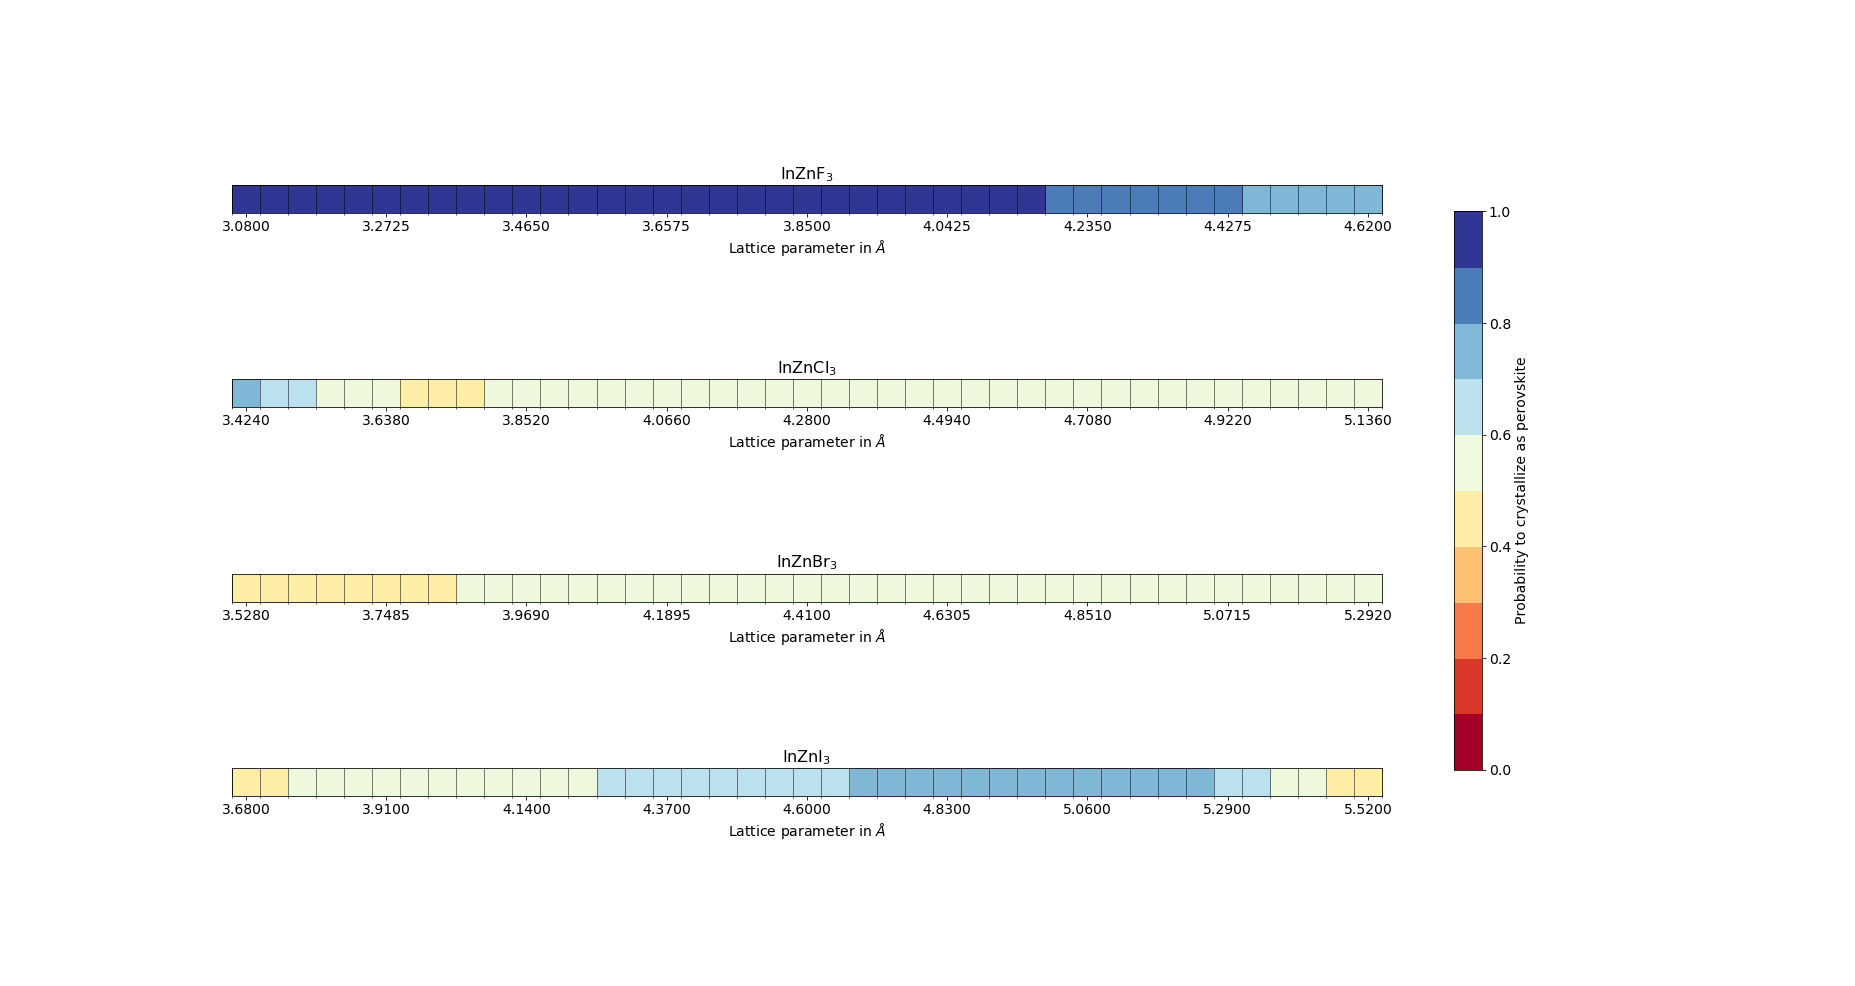 InZnF₃
3.0800 3.2725 3.4650 3.6575 3.8500 4.0425 4.2350 4.4275 4.6200
Lattice parameter in Å
InZnCl₃
3.4240 3.6380 3.8520 4.0660 4.2800 4.4940 4.7080 4.9220 5.1360
Lattice parameter in Å
InZnBr₃
3.5280 3.7485 3.9690 4.1895 4.4100 4.6305 4.8510 5.0715 5.2920
Lattice parameter in Å
InZnI₃
3.6800 3.9100 4.1400 4.3700 4.6000 4.8300 5.0600 5.2900 5.5200
Lattice parameter in Å
1.0
0.8
0.6
0.4
0.2
0.0
Probability to crystallize as perovskite